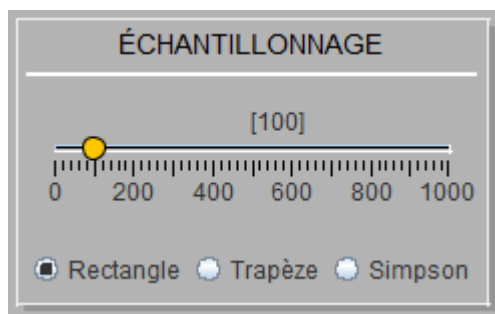 ÉCHANTILLONNAGE
[100]
0 200 400 600 800 1000
Rectangle Trapèze Simpson